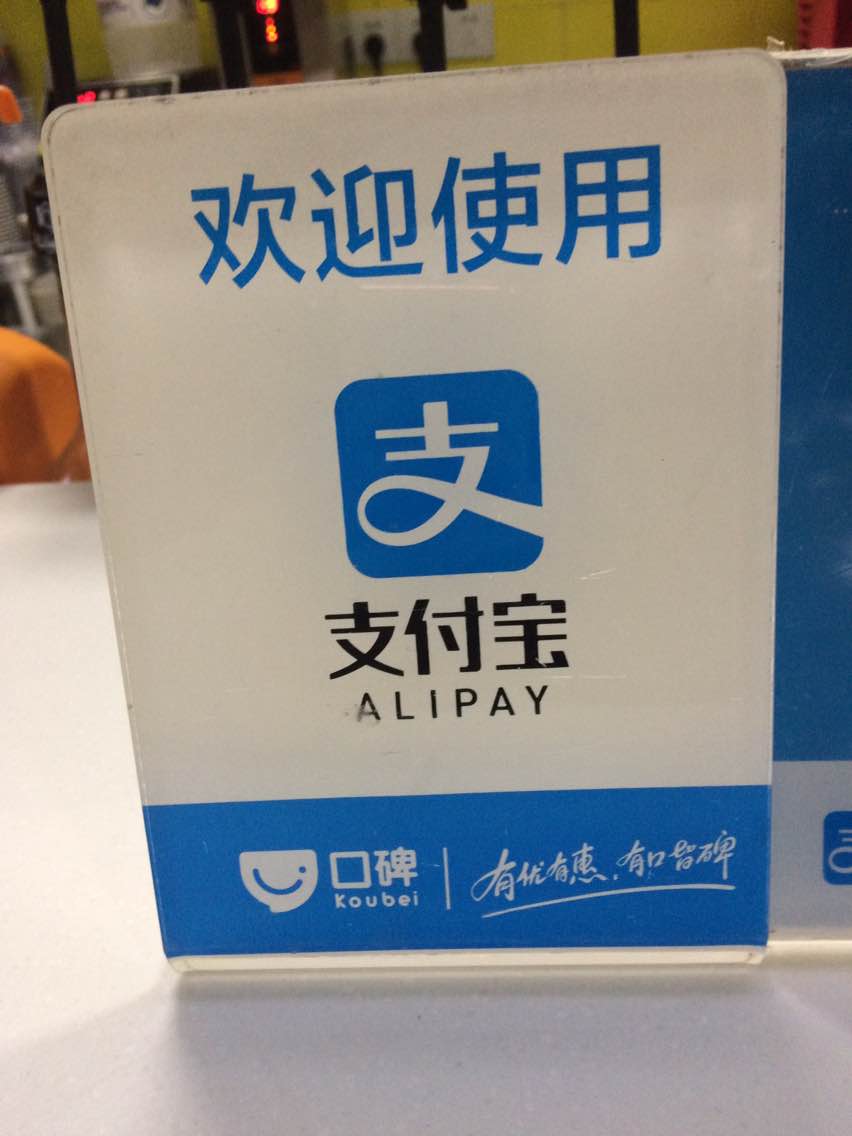 欢迎使用
支
支付宝
ALIPAY
口碑
Koubei
有优有惠.有口皆碑